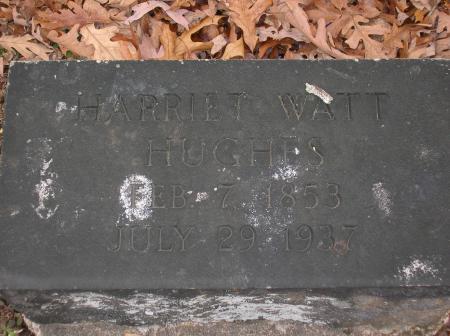 HARRIET WATT
HUGHES
FEB. 7, 1853
JULY 29, 1937